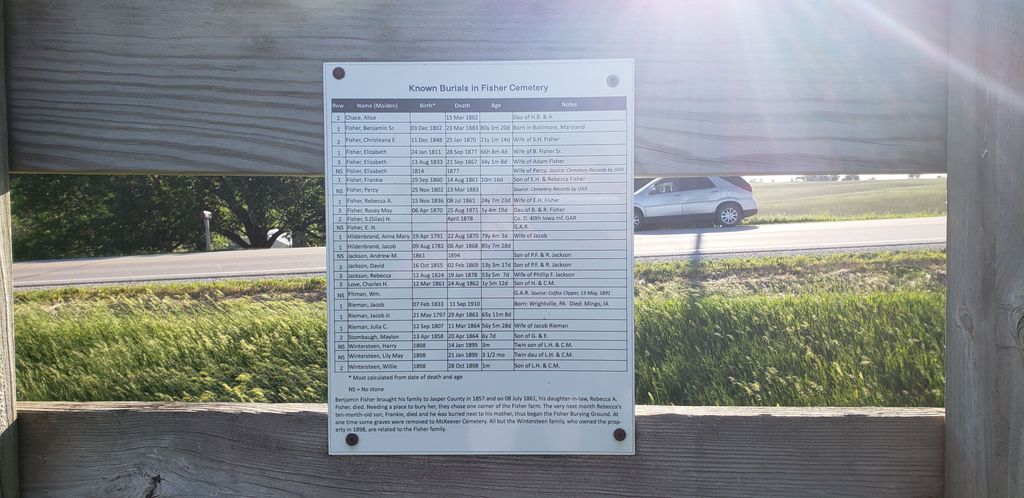 Known Burials in Fisher Cemetery
Row Name (Maiden) Birth* Death Age Notes
2 Chace, Alice 15 Mar 1862 Dau of H.B. & A.
1 Fisher, Benjamin Sr. 03 Dec 1802 23 Mar 1883 80y 3m 20d Born in Baltimore, Maryland
2 Fisher, Christeana E. 11 Dec 1848 25 Jan 1870 21y 1m 14d Wife of S.H. Fisher
1 Fisher, Elizabeth 24 Jan 1811 28 Sep 1877 66h 8m 4d Wife of B. Fisher Sr.
3 Fisher, Elizabeth 13 Aug 1833 21 Sep 1867 34y 1m 8d Wife of Adam Fisher
NS Fisher, Elizabeth 1814 1877 Wife of Percy. Source: Cemetery Records by DAR
1 Fisher, Frankie 29 Sep 1860 14 Aug 1861 10m 16d Son of E.H. & Rebecca Fisher
NS Fisher, Percy 25 Nov 1802 23 Mar 1883 Source: Cemetery Records by DAR
1 Fisher, Rebecca A. 15 Nov 1836 08 Jul 1861 24y 7m 23d Wife of E.H. Fisher
3 Fisher, Rosey May 06 Apr 1870 25 Aug 1871 1y 4m 19d Dau of B. & R. Fisher
2 Fisher, S.(Silas) H. April 1878 Co. D. 40th Iowa Inf. GAR
NS Fisher, E. H. G.A.R.
1 Hildenbrand, Anna Mary 19 Apr 1791 22 Aug 1870 79y 4m 3d Wife of Jacob
1 Hildenbrand, Jacob 09 Aug 1782 06 Apr 1868 85y 7m 28d
NS Jackson, Andrew M. 1861 1894 Son of P.F. & R. Jackson
3 Jackson, David 16 Oct 1855 02 Feb 1869 13y 3m 17d Son of P.F. & R. Jackson
3 Jackson, Rebecca 12 Aug 1824 19 Jan 1878 53y 5m 7d Wife of Phillip F. Jackson
3 Love, Charles H. 12 Mar 1861 24 Aug 1862 1y 5m 12d Son of H. & C.M.
NS Pitman, Wm. G.A.R. Source: Colfax Clipper, 13 May, 1891
1 Rieman, Jacob 07 Feb 1833 11 Sep 1910 Born: Wrightville, PA Died: Mingo, IA
1 Rieman, Jacob Jr. 21 May 1797 29 Apr 1863 65y 11m 8d
1 Rieman, Julia C. 12 Sep 1807 11 Mar 1864 56y 5m 28d Wife of Jacob Rieman
2 Stombaugh, Maylon 13 Apr 1858 20 Apr 1864 6y 7d Son of G. & E.
NS Wintersteen, Harry 1898 14 Jan 1899 3m Twin son of L.H. & C.M.
NS Wintersteen, Lily May 1898 21 Jan 1899 3 1/2 mo Twin dau of L.H. & C.M.
2 Wintersteen, Willie 1898 28 Oct 1898 1m Son of L.H. & C.M.
* Most calculated from date of death and age
NS = No stone
Benjamin Fisher brought his family to Jasper County in 1857 and on 08 July 1861, his daughter-in-law, Rebecca A.
Fisher, died. Needing a place to bury her, they chose one corner of the Fisher farm. The very next month Rebecca's
ten-month-old son, Frankie, died and he was buried next to his mother, thus began the Fisher Burying Ground. At
one time some graves were removed to McKeever Cemetery. All but the Wintersteen family, who owned the prop-
erty in 1898, are related to the Fisher family.